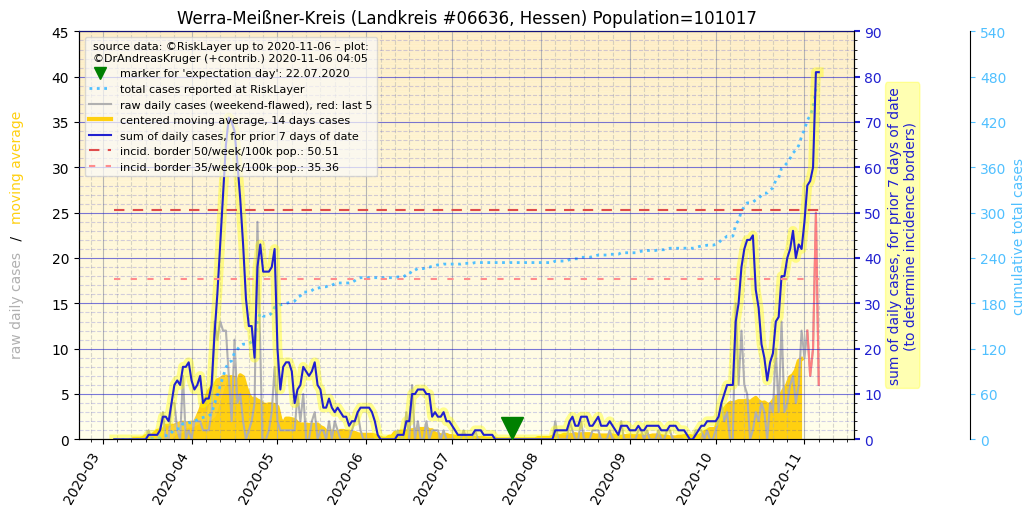 Werra-Meißner-Kreis (Landkreis #06636, Hessen) Population=101017
source data: ©RiskLayer up to 2020-11-06 – plot:
©DrAndreasKruger (+contrib.) 2020-11-06 04:05
marker for 'expectation day': 22.07.2020
total cases reported at RiskLayer
raw daily cases (weekend-flawed), red: last 5
centered moving average, 14 days cases
sum of daily cases, for prior 7 days of date
incid. border 50/week/100k pop.: 50.51
incid. border 35/week/100k pop.: 35.36
raw daily cases / moving average
45
40
35
30
25
20
15
10
5
0
2020-03
2020-04
2020-05
2020-06
2020-07
2020-08
2020-09
2020-10
2020-11
90
80
70
60
50
40
30
20
10
0
sum of daily cases, for prior 7 days of date
(to determine incidence borders)
540
480
420
360
300
240
180
120
60
0
cumulative total cases